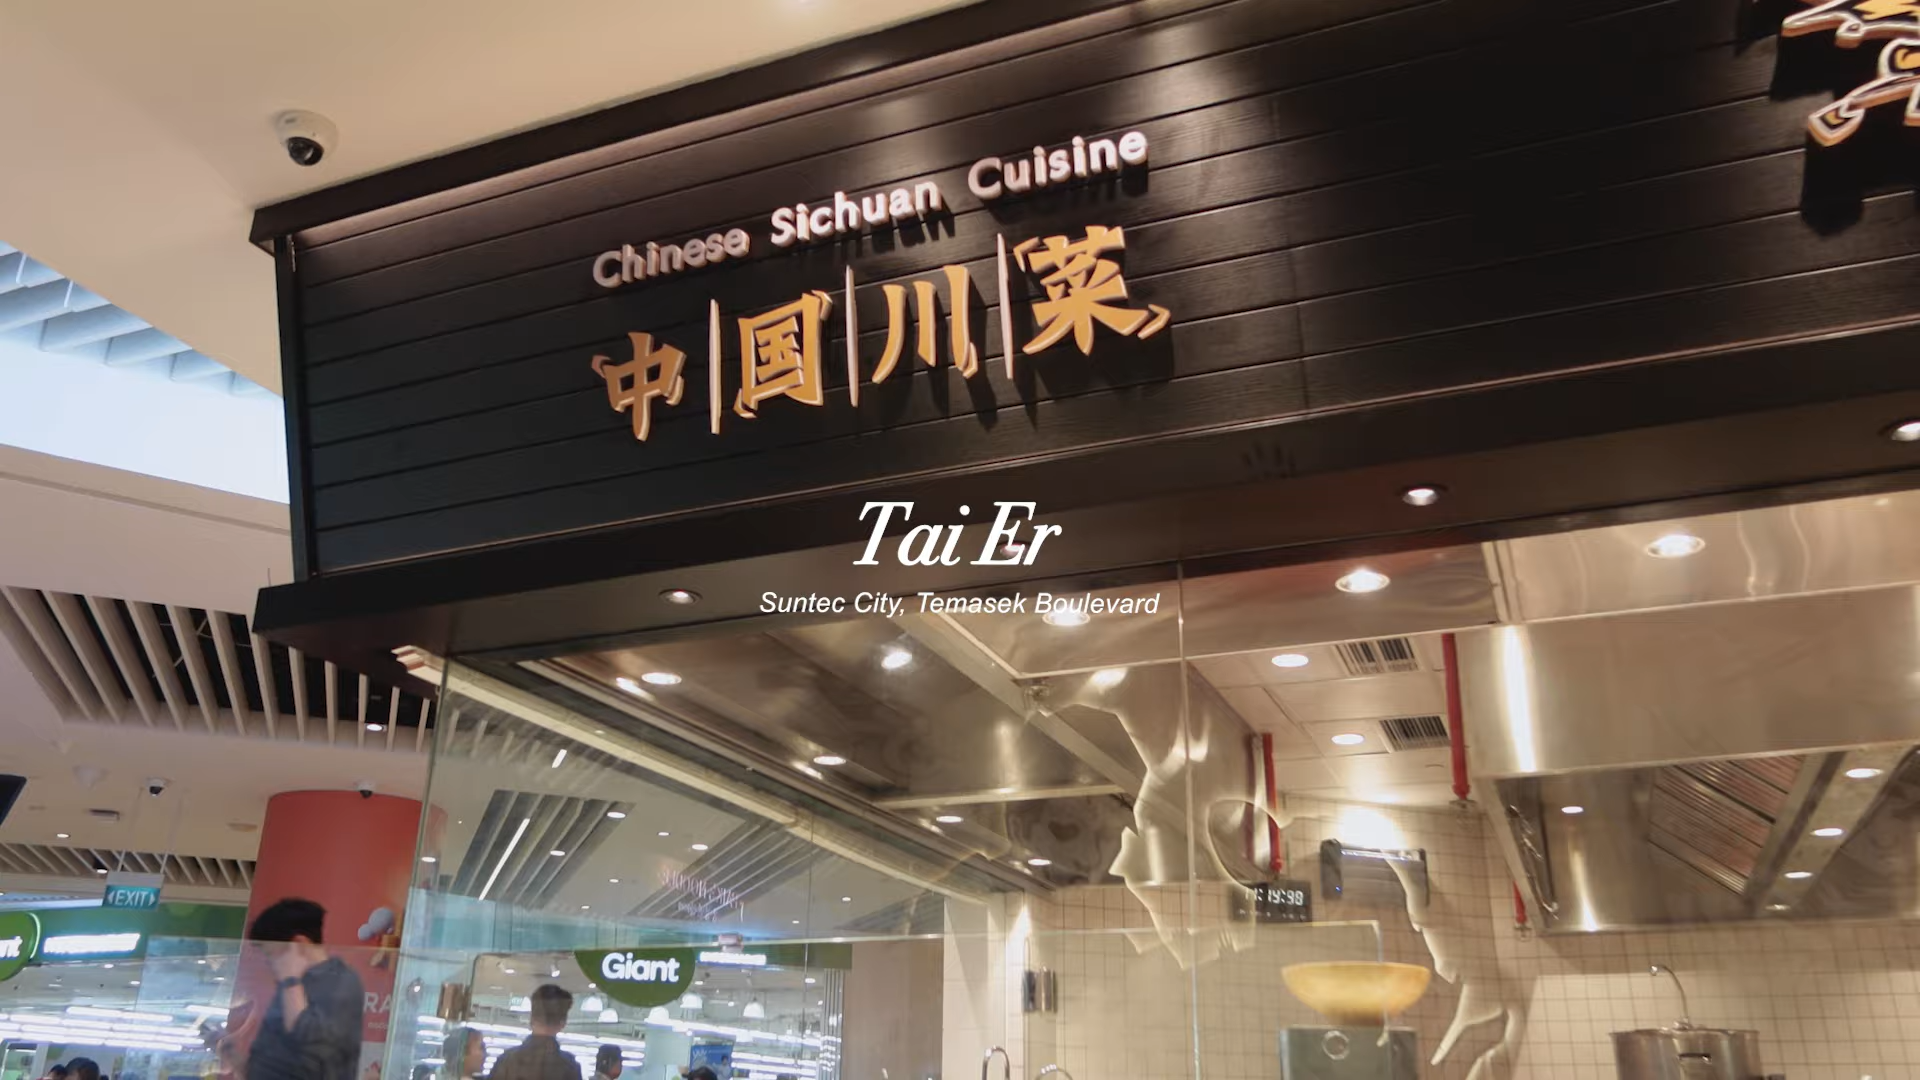 Chinese Sichuan Cuisine
中国川菜
Tai Er
Suntec City, Temasek Boulevard
EXIT
Giant